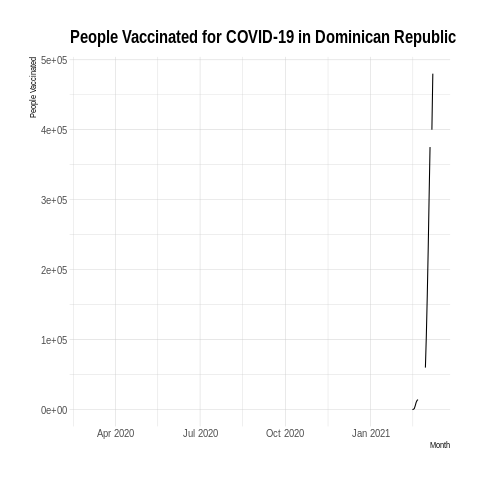 People Vaccinated for COVID-19 in Dominican Republic
People Vaccinated
5e+05
4e+05
3e+05
2e+05
1e+05
0e+00
Apr 2020
Jul 2020
Oct 2020
Jan 2021
Month